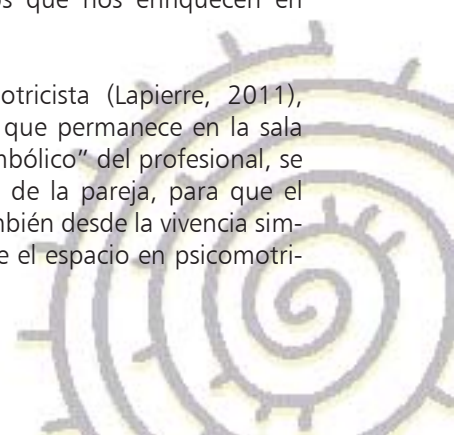 que nos enriquecen en
otricista (Lapierre, 2011),
que permanece en la sala
nbólico” del profesional, se
de la pareja, para que el
mbién desde la vivencia sim-
e el espacio en psicomotri-